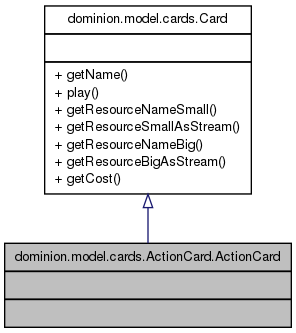 dominion.model.cards.Card
+ getName()
+ play()
+ getResourceNameSmall()
+ getResourceSmallAsStream()
+ getResourceNameBig()
+ getResourceBigAsStream()
+ getCost()
dominion.model.cards.ActionCard.ActionCard